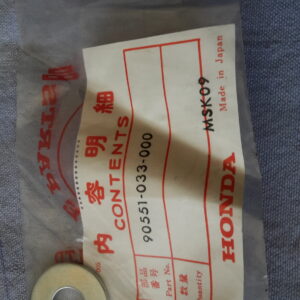 内容明細
CONTENTS
部品番号
Part No.
90551-033-000
数量
Quantity
MSK09
HONDA
Made in Japan